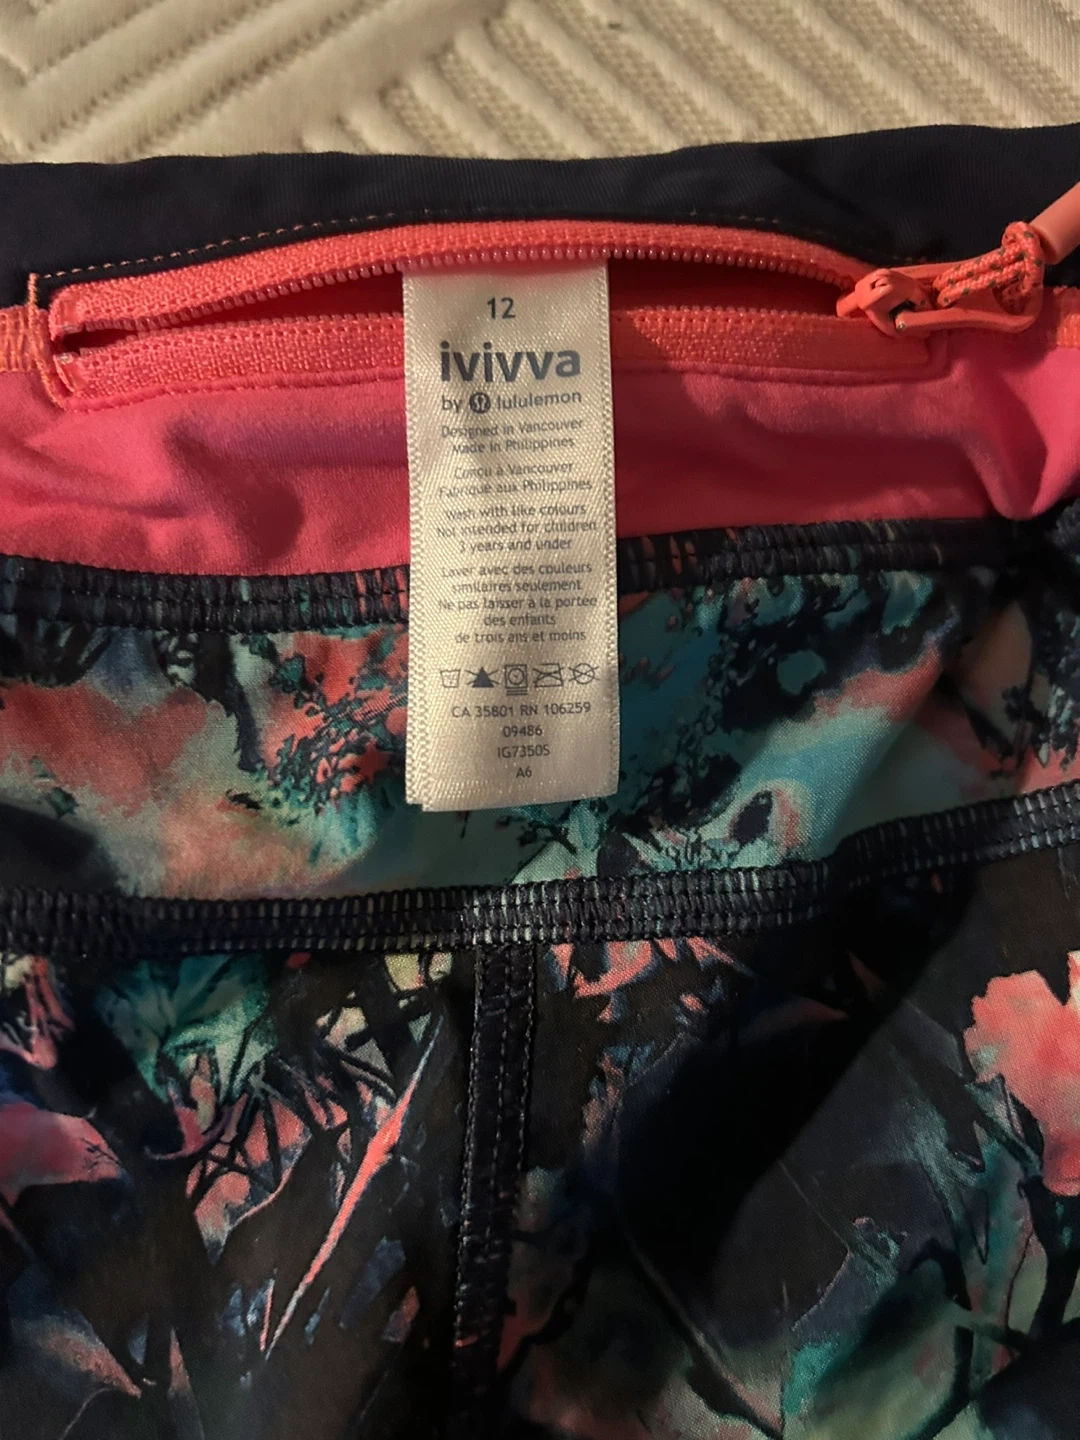 12
ivivva
by lululemon
Designed in Vancouver
Made in Philippines
Conçu à Vancouver
Fabriqué aux Philippines
Wash with like colours
Not intended for children
3 years and under
Laver avec des couleurs
similaires seulement
Ne pas laisser à la portée
des enfants
de trois ans et moins
CA 35801 RN 106259
09486
IG7350S
A6